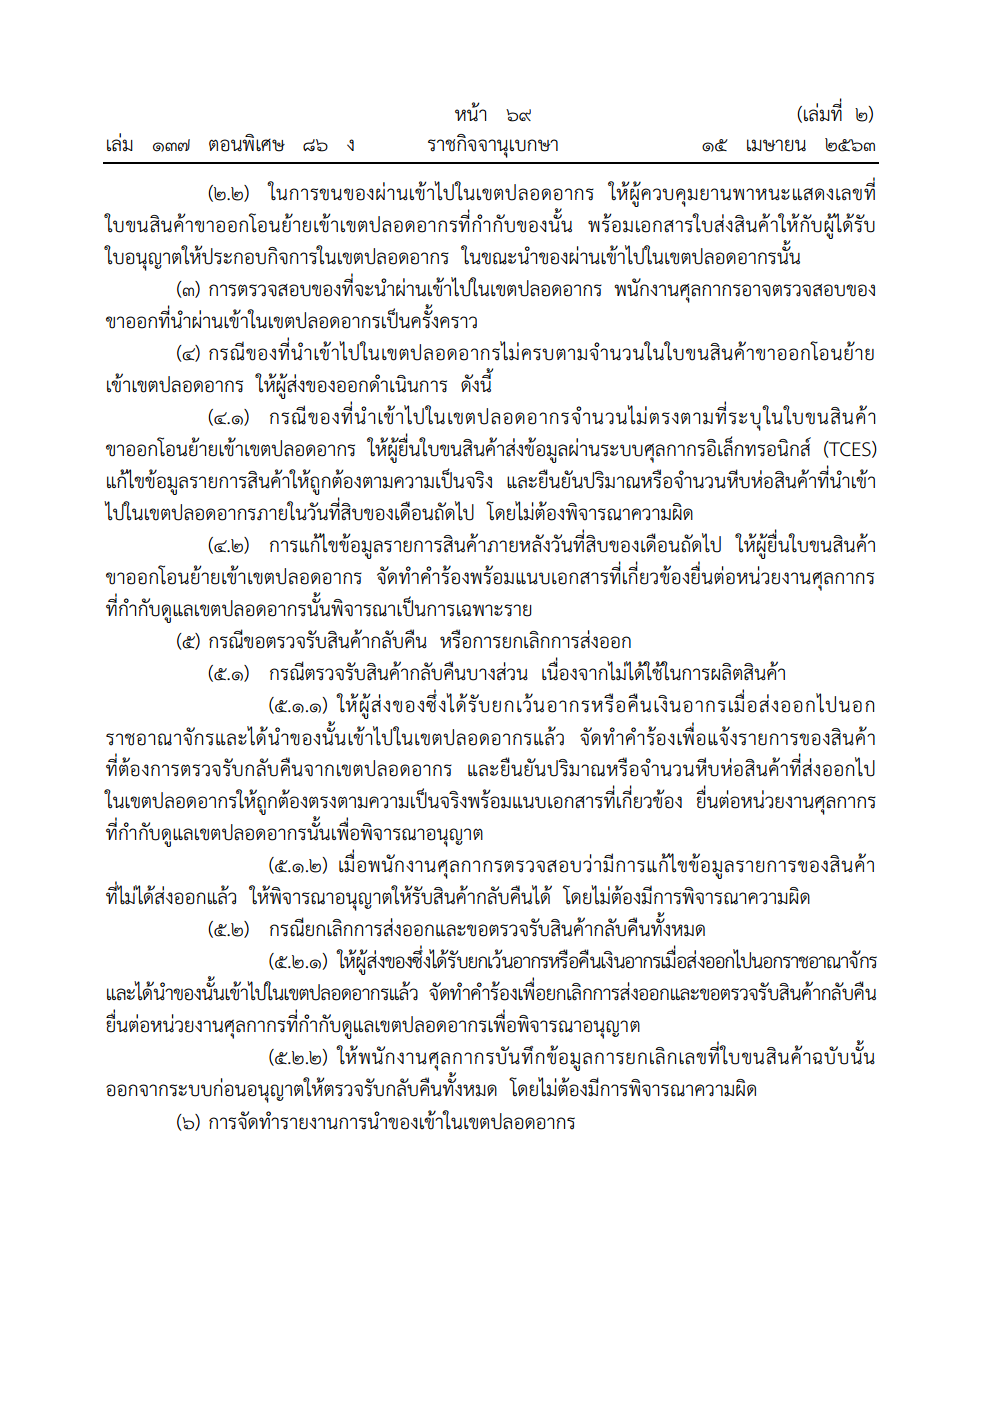 หน้า ๖๙ (เล่มที่ ๒)
เล่ม ๑๓๗ ตอนพิเศษ ๘๖ ง ราชกิจจานุเบกษา ๑๕ เมษายน ๒๕๖๓
(๒.๒) ในการขนของผ่านเข้าไปในเขตปลอดอากร ให้ผู้ควบคุมยานพาหนะแสดงเลขที่
ใบขนสินค้าขาออกโอนย้ายเข้าเขตปลอดอากรที่กำกับของนั้น พร้อมเอกสารใบส่งสินค้าให้กับผู้ได้รับ
ใบอนุญาตให้ประกอบกิจการในเขตปลอดอากร ในขณะนำของผ่านเข้าไปในเขตปลอดอากรนั้น
(๓) การตรวจสอบของที่จะนำผ่านเข้าไปในเขตปลอดอากร พนักงานศุลกากรอาจตรวจสอบของ
ขาออกที่นำผ่านเข้าในเขตปลอดอากรเป็นครั้งคราว
(๔) กรณีของที่นำเข้าไปในเขตปลอดอากรไม่ครบตามจำนวนในใบขนสินค้าขาออกโอนย้าย
เข้าเขตปลอดอากร ให้ผู้ส่งของออกดำเนินการ ดังนี้
(๔.๑) กรณีของที่นำเข้าไปในเขตปลอดอากรจำนวนไม่ตรงตามที่ระบุในใบขนสินค้า
ขาออกโอนย้ายเข้าเขตปลอดอากร ให้ผู้ยื่นใบขนสินค้าส่งข้อมูลผ่านระบบศุลกากรอิเล็กทรอนิกส์ (TCES)
แก้ไขข้อมูลรายการสินค้าให้ถูกต้องตามความเป็นจริง และยืนยันปริมาณหรือจำนวนหีบห่อสินค้าที่นำเข้า
ไปในเขตปลอดอากรภายในวันที่สิบของเดือนถัดไป โดยไม่ต้องพิจารณาความผิด
(๔.๒) การแก้ไขข้อมูลรายการสินค้าภายหลังวันที่สิบของเดือนถัดไป ให้ผู้ยื่นใบขนสินค้า
ขาออกโอนย้ายเข้าเขตปลอดอากร จัดทำคำร้องพร้อมแนบเอกสารที่เกี่ยวข้องยื่นต่อหน่วยงานศุลกากร
ที่กำกับดูแลเขตปลอดอากรนั้นพิจารณาเป็นการเฉพาะราย
(๕) กรณีขอตรวจรับสินค้ากลับคืน หรือการยกเลิกการส่งออก
(๕.๑) กรณีตรวจรับสินค้ากลับคืนบางส่วน เนื่องจากไม่ได้ใช้ในการผลิตสินค้า
(๕.๑.๑) ให้ผู้ส่งของซึ่งได้รับยกเว้นอากรหรือคืนเงินอากรเมื่อส่งออกไปนอก
ราชอาณาจักรและได้นำของนั้นเข้าไปในเขตปลอดอากรแล้ว จัดทำคำร้องเพื่อแจ้งรายการของสินค้า
ที่ต้องการตรวจรับกลับคืนจากเขตปลอดอากร และยืนยันปริมาณหรือจำนวนหีบห่อสินค้าที่ส่งออกไป
ในเขตปลอดอากรให้ถูกต้องตรงตามความเป็นจริงพร้อมแนบเอกสารที่เกี่ยวข้อง ยื่นต่อหน่วยงานศุลกากร
ที่กำกับดูแลเขตปลอดอากรนั้นเพื่อพิจารณาอนุญาต
(๕.๑.๒) เมื่อพนักงานศุลกากรตรวจสอบว่ามีการแก้ไขข้อมูลรายการของสินค้า
ที่ไม่ได้ส่งออกแล้ว ให้พิจารณาอนุญาตให้รับสินค้ากลับคืนได้ โดยไม่ต้องมีการพิจารณาความผิด
(๕.๒) กรณียกเลิกการส่งออกและขอตรวจรับสินค้ากลับคืนทั้งหมด
(๕.๒.๑) ให้ผู้ส่งของซึ่งได้รับยกเว้นอากรหรือคืนเงินอากรเมื่อส่งออกไปนอกราชอาณาจักร
และได้นำของนั้นเข้าไปในเขตปลอดอากรแล้ว จัดทำคำร้องเพื่อยกเลิกการส่งออกและขอตรวจรับสินค้ากลับคืน
ยื่นต่อหน่วยงานศุลกากรที่กำกับดูแลเขตปลอดอากรเพื่อพิจารณาอนุญาต
(๕.๒.๒) ให้พนักงานศุลกากรบันทึกข้อมูลการยกเลิกเลขที่ใบขนสินค้าฉบับนั้น
ออกจากระบบก่อนอนุญาตให้ตรวจรับกลับคืนทั้งหมด โดยไม่ต้องมีการพิจารณาความผิด
(๖) การจัดทำรายงานการนำของเข้าในเขตปลอดอากร